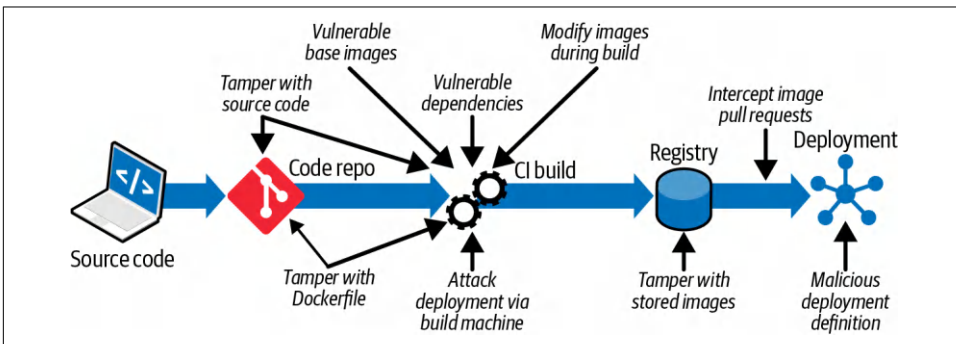 Vulnerable
base images
Modify images
during build
Tamper with
source code
Vulnerable
dependencies
Intercept image
pull requests
</>
Code repo
CI build
Registry
Deployment
Source code
Tamper with
Dockerfile
Attack
deployment via
build machine
Tamper with
stored images
Malicious
deployment
definition